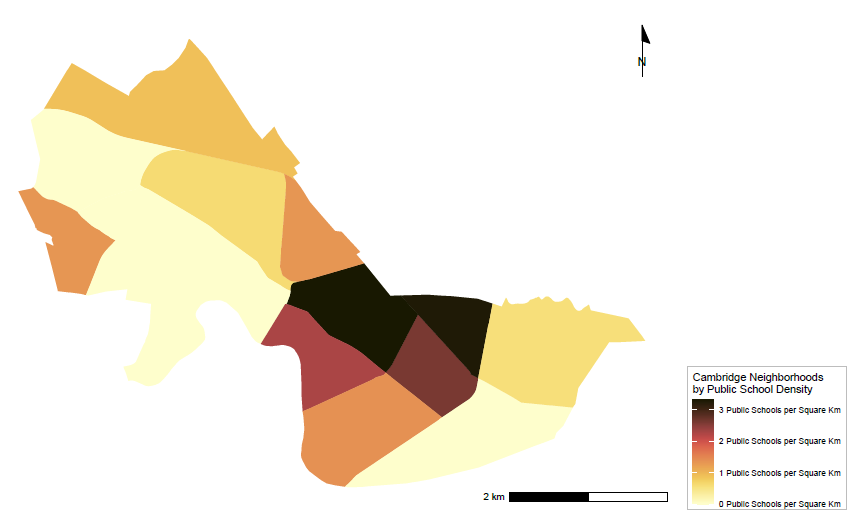 N
Cambridge Neighborhoods
by Public School Density
3 Public Schools per Square Km
2 Public Schools per Square Km
1 Public Schools per Square Km
0 Public Schools per Square Km
2 km